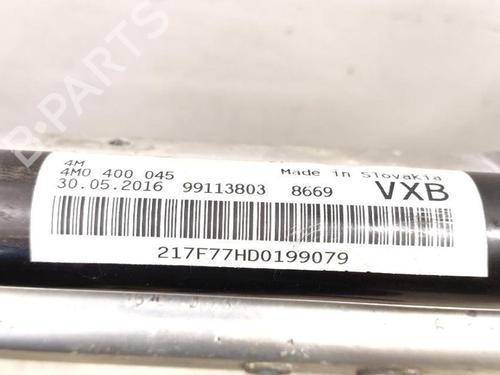 B-PARTS
4M
4M0 400 045 Made in Slovakia
30.05.2016 99113803 8669 VXB
217F77HD0199079